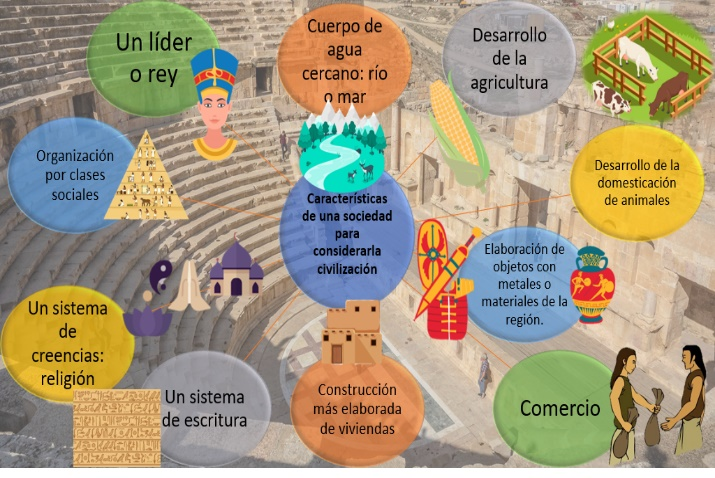 Un líder
o rey
Cuerpo de
agua
cercano: río
o mar
Desarrollo
de la
agricultura
Organización
por clases
sociales
Características
de una sociedad
para
considerarla
civilización
Desarrollo de la
domesticación
de animales
Elaboración de
objetos con
metales o
materiales de la
región.
Un sistema
de
creencias:
religión
Un sistema
de escritura
Construcción
más elaborada
de viviendas
Comercio